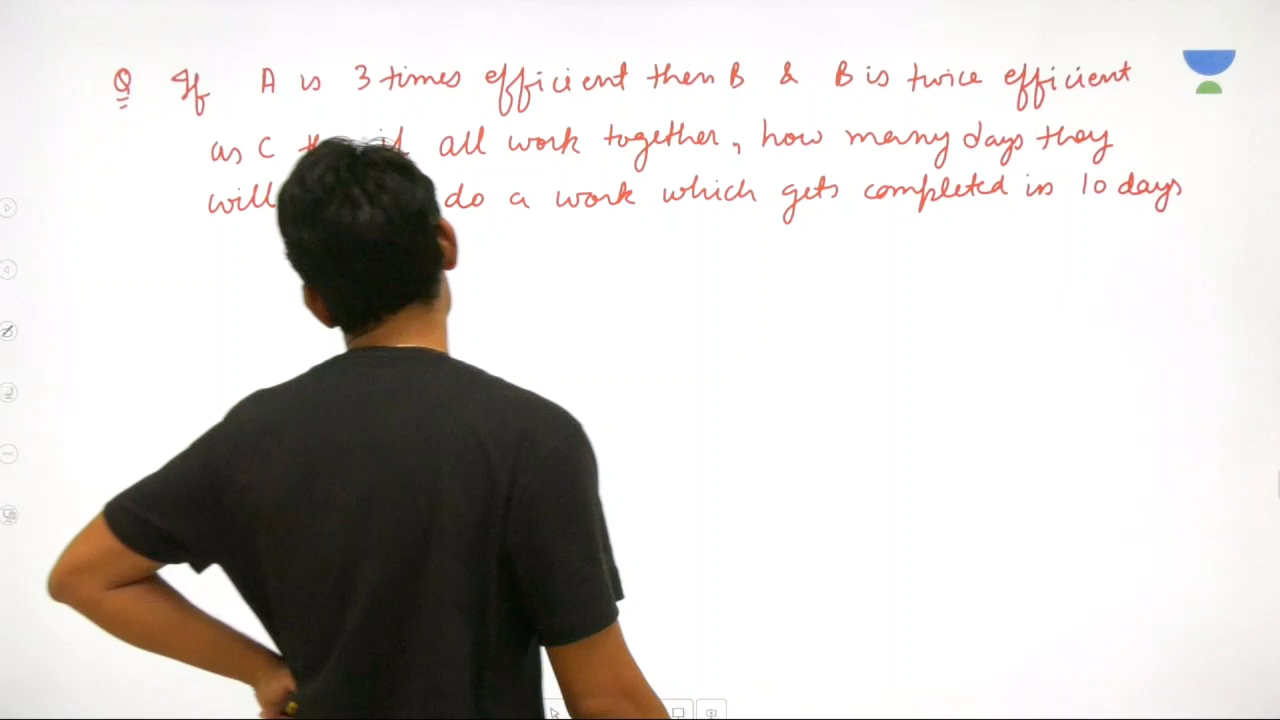 Q If A is 3 times efficient then B & B is twice efficient
as C if all work together, how many days they
will do a work which gets completed in 10 days